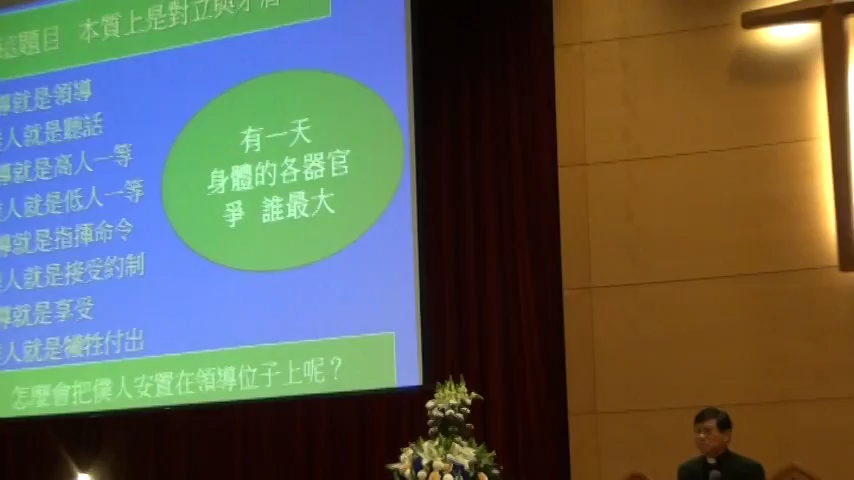 題目 本質上是對立與矛盾
導就是領導
人就是聽話
導就是高人一等
人就是低人一等
導就是指揮命令
人就是接受約制
導就是享受
人就是犧牲付出
有一天
身體的各器官
爭 誰最大
怎麼會把僕人安置在領導位子上呢？